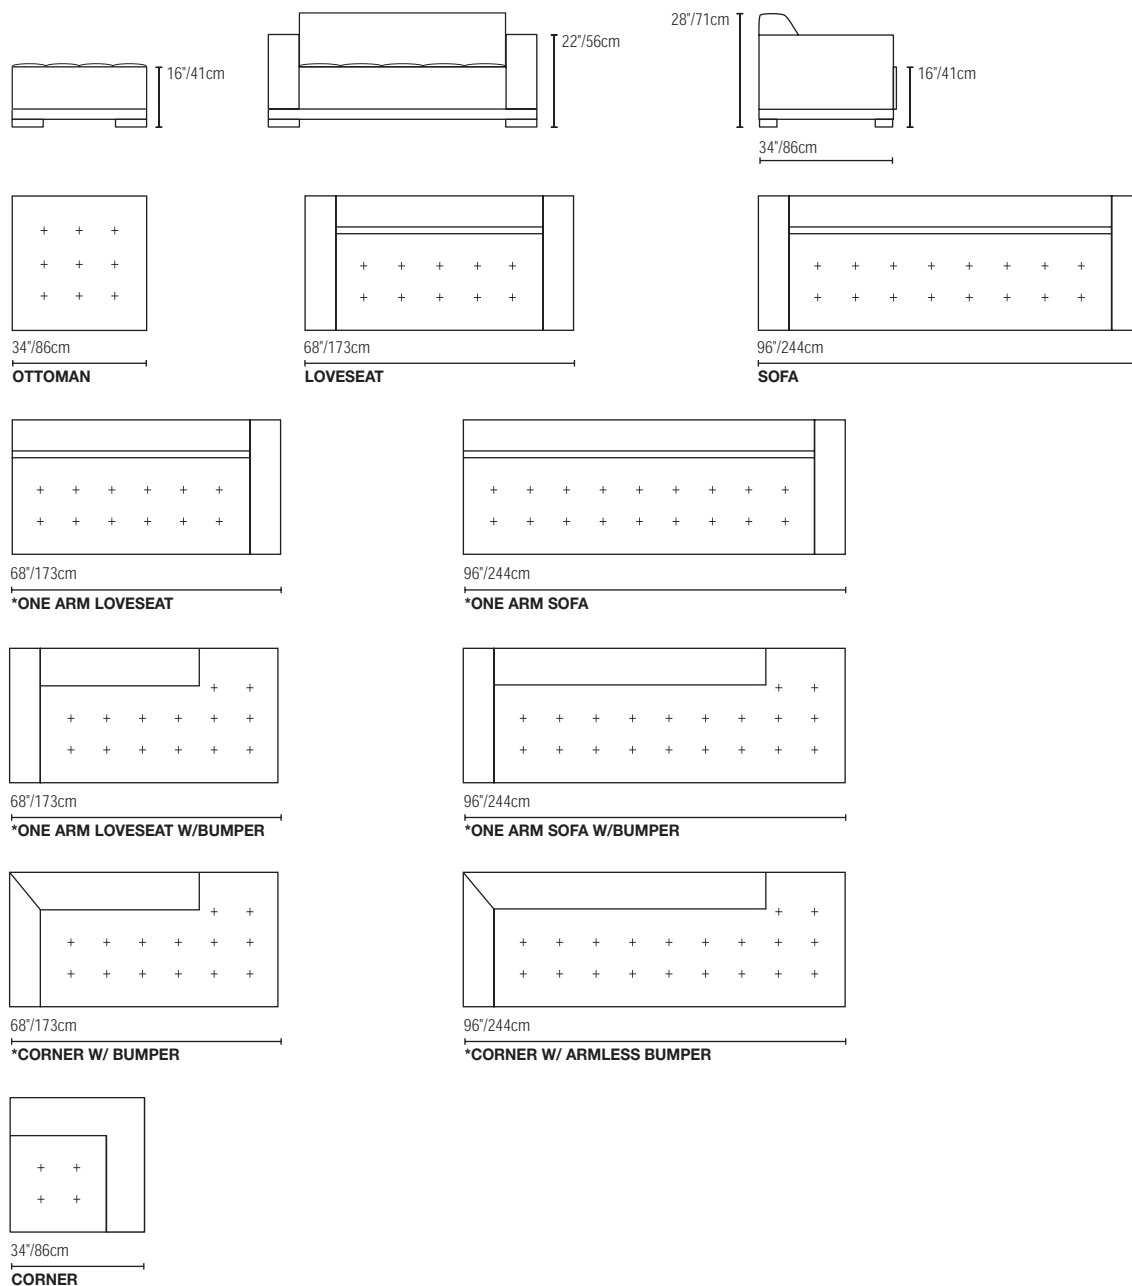 28"/71cm
22"/56cm
16"/41cm
16"/41cm
34"/86cm
34"/86cm
OTTOMAN
68"/173cm
LOVESEAT
96"/244cm
SOFA
68"/173cm
*ONE ARM LOVESEAT
96"/244cm
*ONE ARM SOFA
68"/173cm
*ONE ARM LOVESEAT W/BUMPER
96"/244cm
*ONE ARM SOFA W/BUMPER
68"/173cm
*CORNER W/ BUMPER
96"/244cm
*CORNER W/ ARMLESS BUMPER
34"/86cm
CORNER